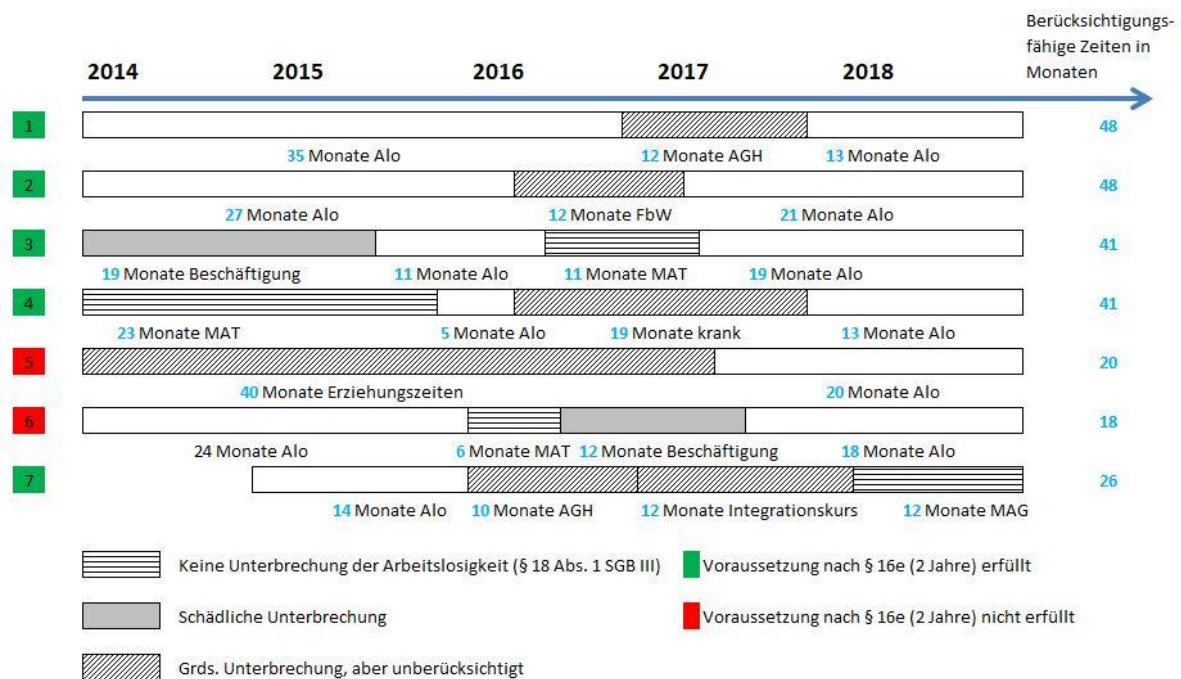 Berücksichtigungs-
fähige Zeiten in
Monaten
2014 2015 2016 2017 2018
1 48
35 Monate Alo 12 Monate AGH 13 Monate Alo
2 48
27 Monate Alo 12 Monate FbW 21 Monate Alo
3 41
19 Monate Beschäftigung 11 Monate Alo 11 Monate MAT 19 Monate Alo
4 41
23 Monate MAT 5 Monate Alo 19 Monate krank 13 Monate Alo
5 20
40 Monate Erziehungszeiten 20 Monate Alo
6 18
24 Monate Alo 6 Monate MAT 12 Monate Beschäftigung 18 Monate Alo
7 26
14 Monate Alo 10 Monate AGH 12 Monate Integrationskurs 12 Monate MAG
Keine Unterbrechung der Arbeitslosigkeit (§ 18 Abs. 1 SGB III) Voraussetzung nach § 16e (2 Jahre) erfüllt
Schädliche Unterbrechung Voraussetzung nach § 16e (2 Jahre) nicht erfüllt
Grds. Unterbrechung, aber unberücksichtigt